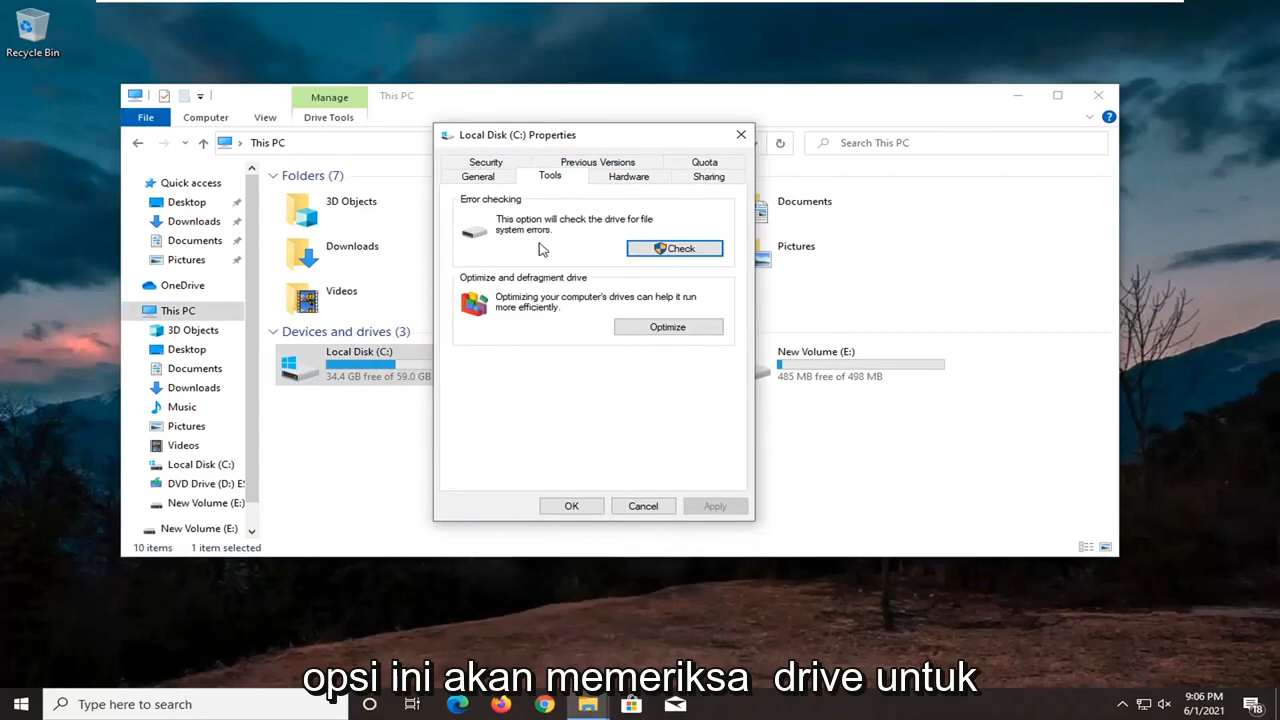 Recycle Bin
Manage
This PC
File
Computer
View
Drive Tools
This PC
Search This PC
Quick access
Desktop
Downloads
Documents
Pictures
OneDrive
This PC
3D Objects
Desktop
Documents
Downloads
Music
Pictures
Videos
Local Disk (C:)
DVD Drive (D:) ES
New Volume (E:)
New Volume (E:)
Folders (7)
3D Objects
Downloads
Videos
Documents
Pictures
Devices and drives (3)
Local Disk (C:)
34.4 GB free of 59.0 GB
New Volume (E:)
485 MB free of 498 MB
10 items
1 item selected
Local Disk (C:) Properties
Security
Previous Versions
Quota
General
Tools
Hardware
Sharing
Error checking
This option will check the drive for file
system errors.
Check
Optimize and defragment drive
Optimizing your computer's drives can help it run
more efficiently.
Optimize
OK
Cancel
Apply
opsi ini akan memeriksa drive untuk
Type here to search
9:06 PM
6/1/2021
18